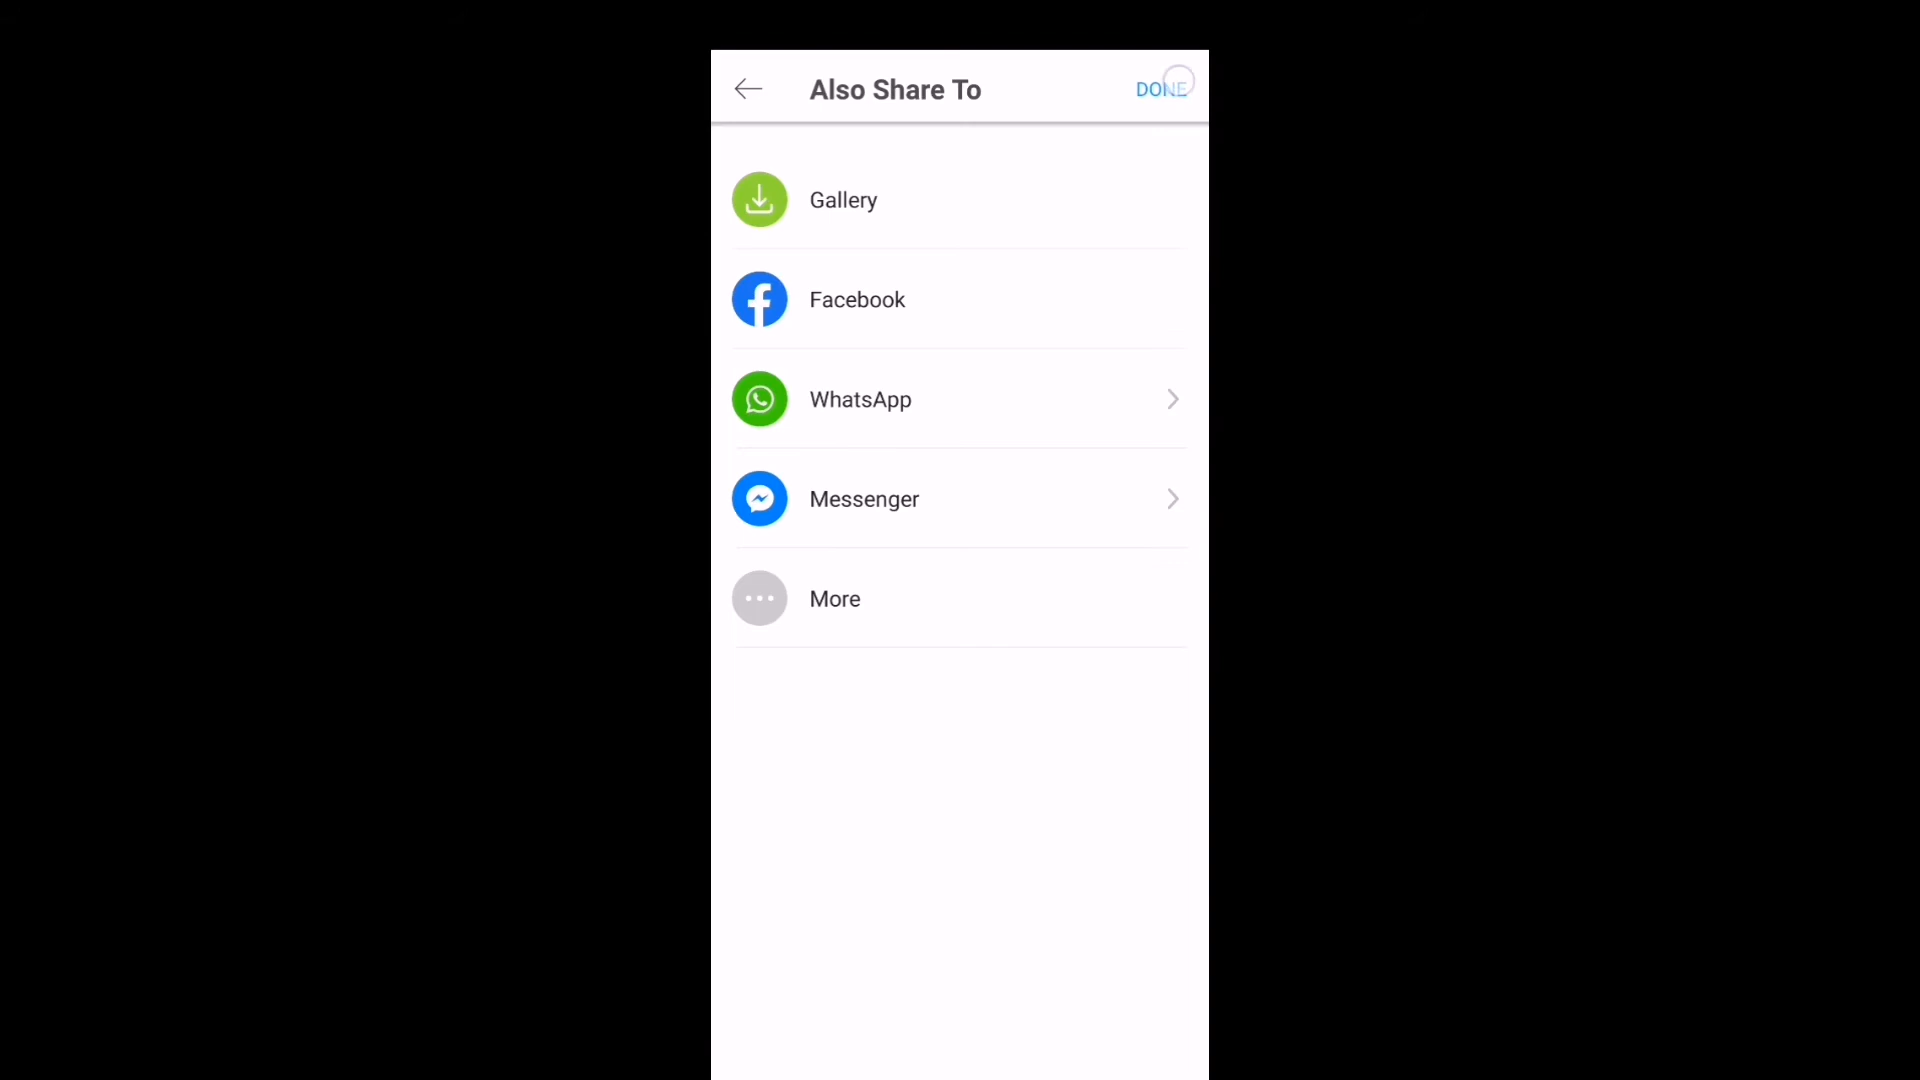 Also Share To
DONE
Gallery
Facebook
WhatsApp
Messenger
More